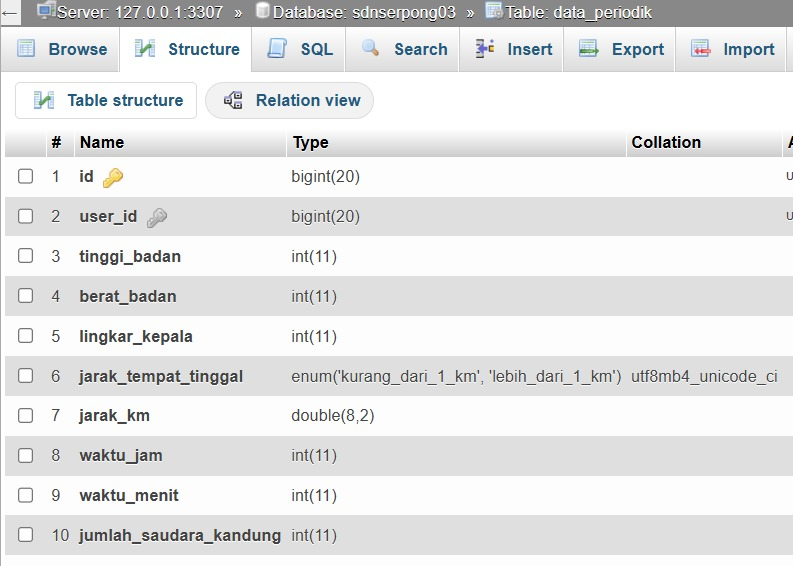 ← Server: 127.0.0.1:3307 » Database: sdnserpong03 » Table: data_periodik
Browse Structure SQL Search Insert Export Import
Table structure Relation view
# Name Type Collation A
1 id bigint(20) u
2 user_id bigint(20) u
3 tinggi_badan int(11)
4 berat_badan int(11)
5 lingkar_kepala int(11)
6 jarak_tempat_tinggal enum('kurang_dari_1_km', 'lebih_dari_1_km') utf8mb4_unicode_ci
7 jarak_km double(8,2)
8 waktu_jam int(11)
9 waktu_menit int(11)
10 jumlah_saudara_kandung int(11)